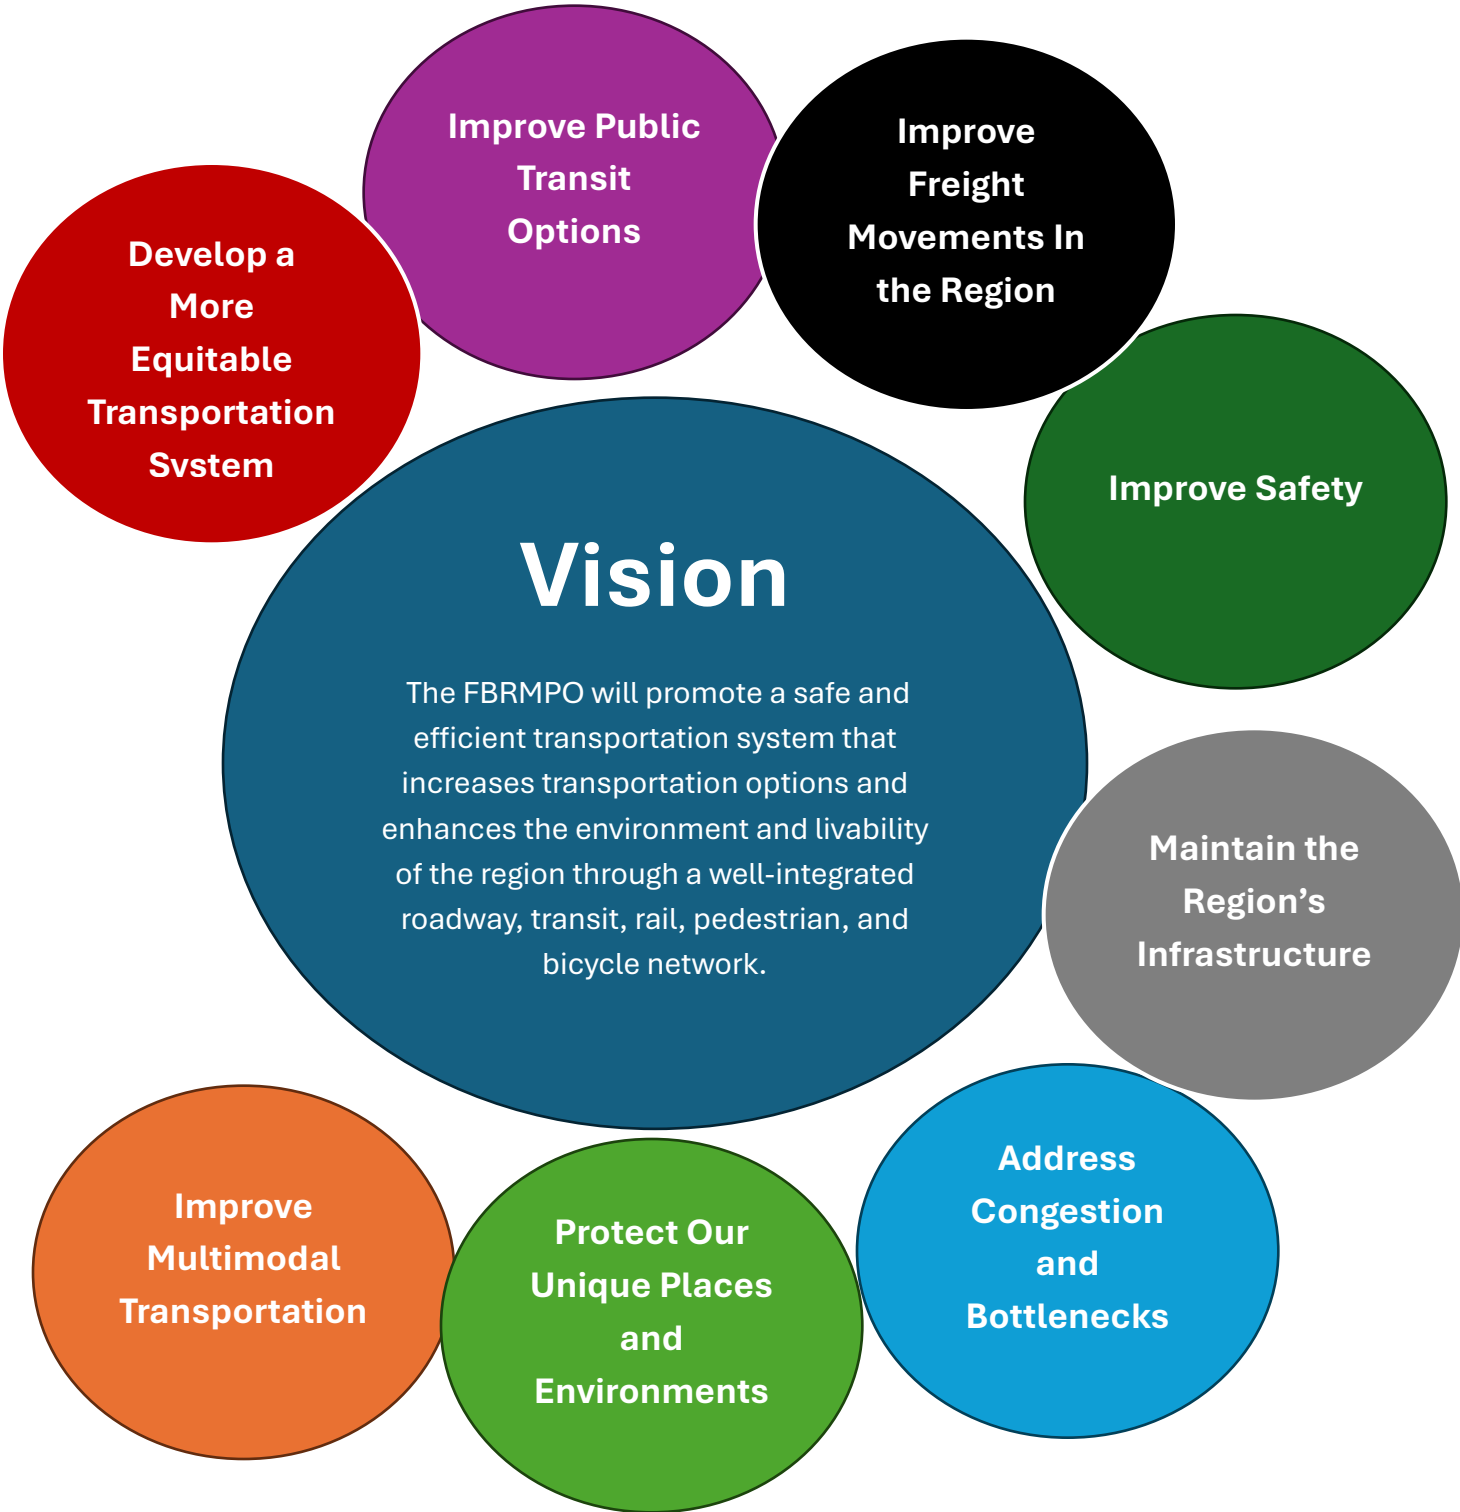 Improve Public
Transit
Options
Improve
Freight
Movements In
the Region
Develop a
More
Equitable
Transportation
System
Improve Safety
Vision
The FBRMPO will promote a safe and
efficient transportation system that
increases transportation options and
enhances the environment and livability
of the region through a well-integrated
roadway, transit, rail, pedestrian, and
bicycle network.
Maintain the
Region’s
Infrastructure
Address
Congestion
and
Bottlenecks
Improve
Multimodal
Transportation
Protect Our
Unique Places
and
Environments